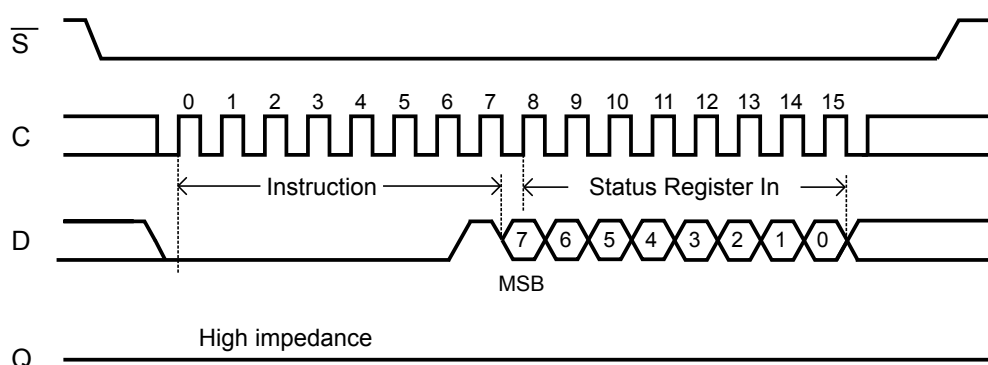 S
0 1 2 3 4 5 6 7 8 9 10 11 12 13 14 15
C
Instruction Status Register In
D 7 6 5 4 3 2 1 0
MSB
High impedance
Q